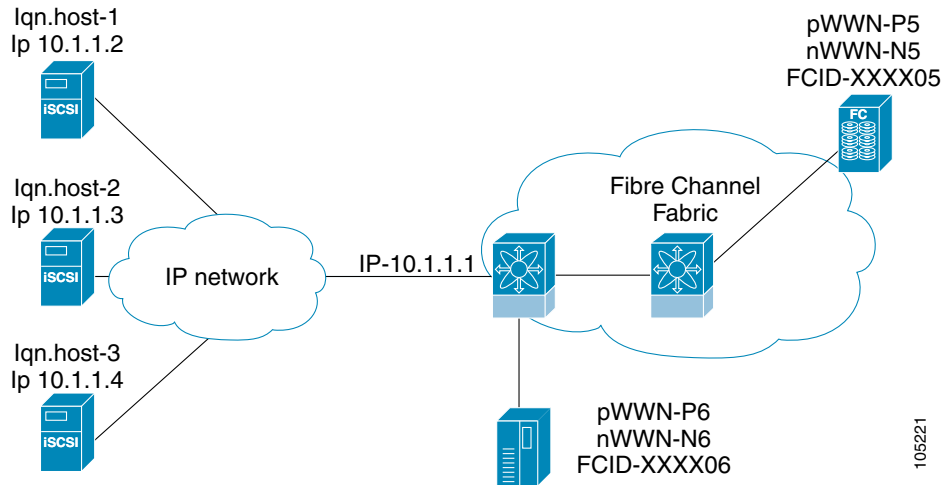 Iqn.host-1
Ip 10.1.1.2
iSCSI
Iqn.host-2
Ip 10.1.1.3
iSCSI
Iqn.host-3
Ip 10.1.1.4
iSCSI
IP network
IP-10.1.1.1
Fibre Channel
Fabric
pWWN-P5
nWWN-N5
FCID-XXXX05
FC
pWWN-P6
nWWN-N6
FCID-XXXX06
105221